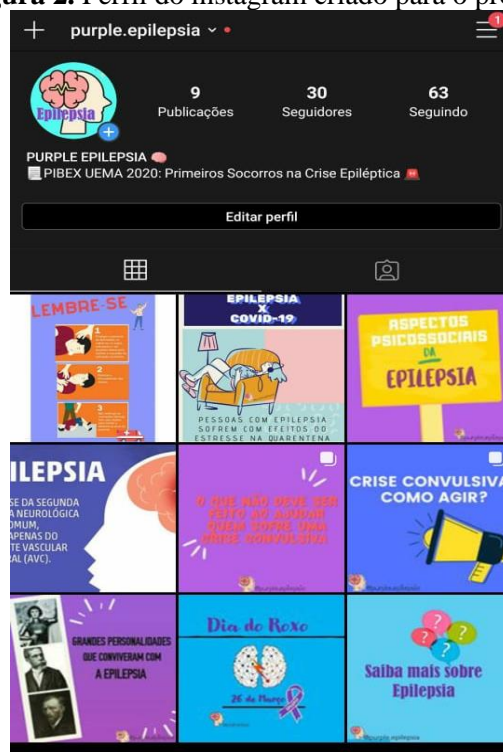 Perfil do instagram criado para o
purple.epilepsia
1
Epilepsia
9 30 63
Publicações Seguidores Seguindo
PURPLE EPILEPSIA
PIBEX UEMA 2020: Primeiros Socorros na Crise Epiléptica
Editar perfil
LEMBRE-SE
1
2
3
EPILEPSIA
X
COVID-19
PESSOAS COM EPILEPSIA
SOFREM COM EFEITOS DO
ESTRESSE NA QUARENTENA
ASPECTOS
PSICOSSOCIAIS
DA
EPILEPSIA
ILEPSIA
SE DA SEGUNDA
A NEUROLÓGICA
OMUM,
APENAS DO
TE VASCULAR
RAL (AVC).
O QUE NÃO DEVE SER
FEITO AO AJUDAR
QUEM SOFRE UMA
CRISE CONVULSIVA
CRISE CONVULSIVA
COMO AGIR?
GRANDES PERSONALIDADES
QUE CONVIVERAM COM
A EPILEPSIA
Dia do Roxo
26 de Março
? ? ?
Saiba mais sobre
Epilepsia